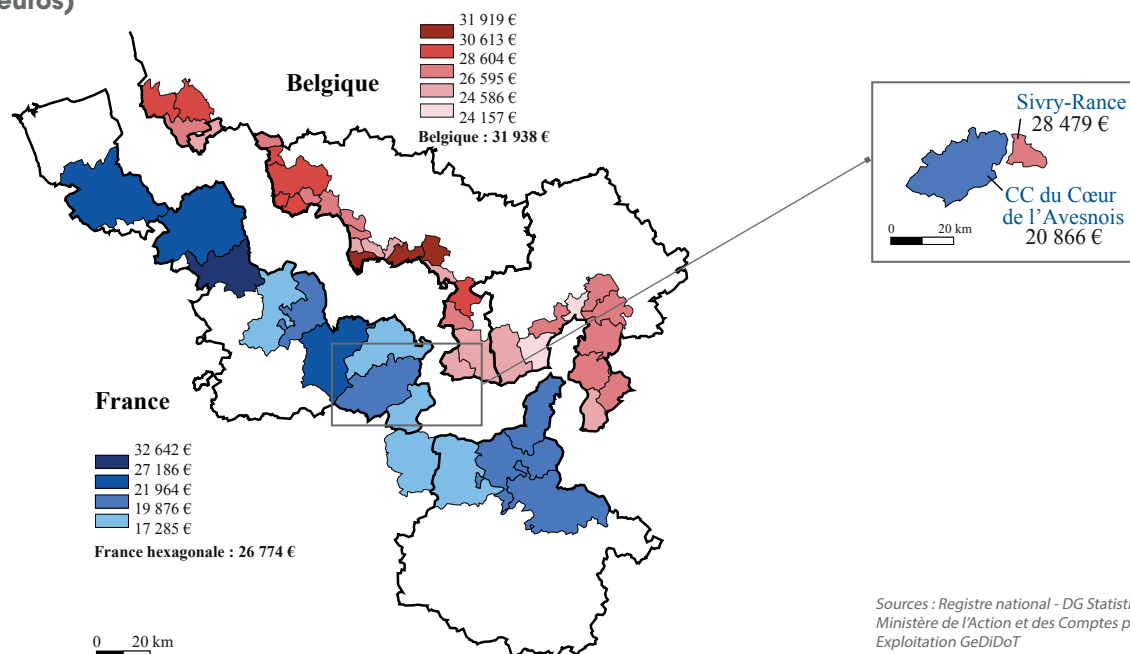 euros)
Belgique
31 919 €
30 613 €
28 604 €
26 595 €
24 586 €
24 157 €
Belgique : 31 938 €
Sivry-Rance
28 479 €
CC du Cœur
de l'Avesnois
20 866 €
0 20 km
France
32 642 €
27 186 €
21 964 €
19 876 €
17 285 €
France hexagonale : 26 774 €
0 20 km
Sources : Registre national - DG Statisti
Ministère de l'Action et des Comptes p
Exploitation GeDiDoT